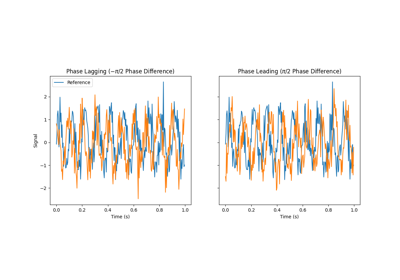 Phase Lagging (−π/2 Phase Difference)
Reference
2
1
0
−1
−2
Signal
0.0 0.2 0.4 0.6 0.8 1.0
Time (s)
Phase Leading (π/2 Phase Difference)
0.0 0.2 0.4 0.6 0.8 1.0
Time (s)